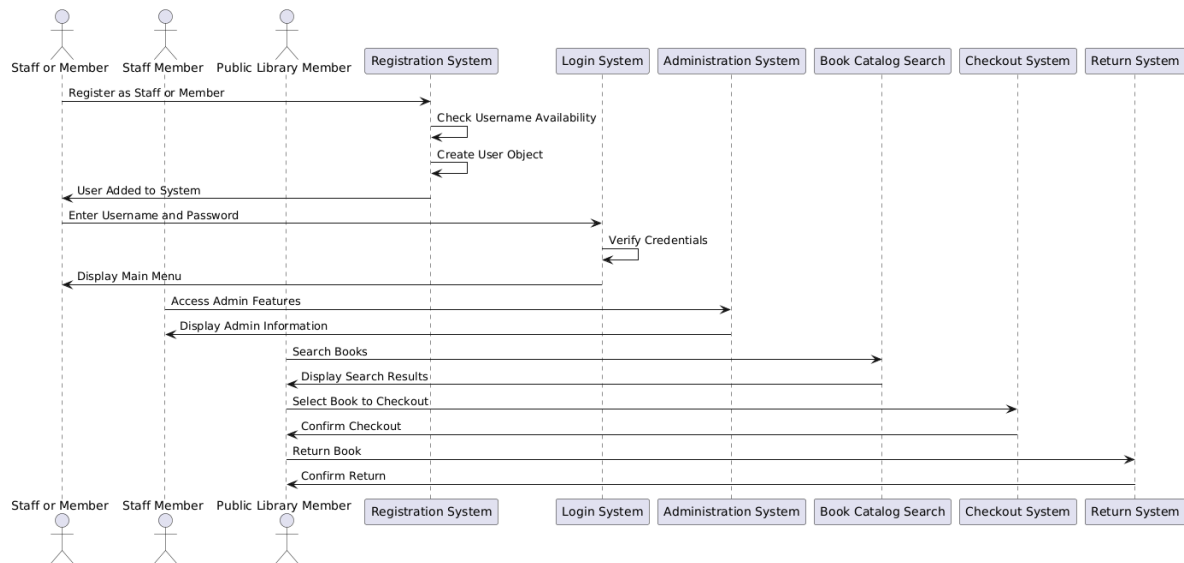 Staff or Member Staff Member Public Library Member Registration System Login System Administration System Book Catalog Search Checkout System Return System
Register as Staff or Member
Check Username Availability
Create User Object
User Added to System
Enter Username and Password
Verify Credentials
Display Main Menu
Access Admin Features
Display Admin Information
Search Books
Display Search Results
Select Book to Checkout
Confirm Checkout
Return Book
Confirm Return
Staff or Member Staff Member Public Library Member Registration System Login System Administration System Book Catalog Search Checkout System Return System